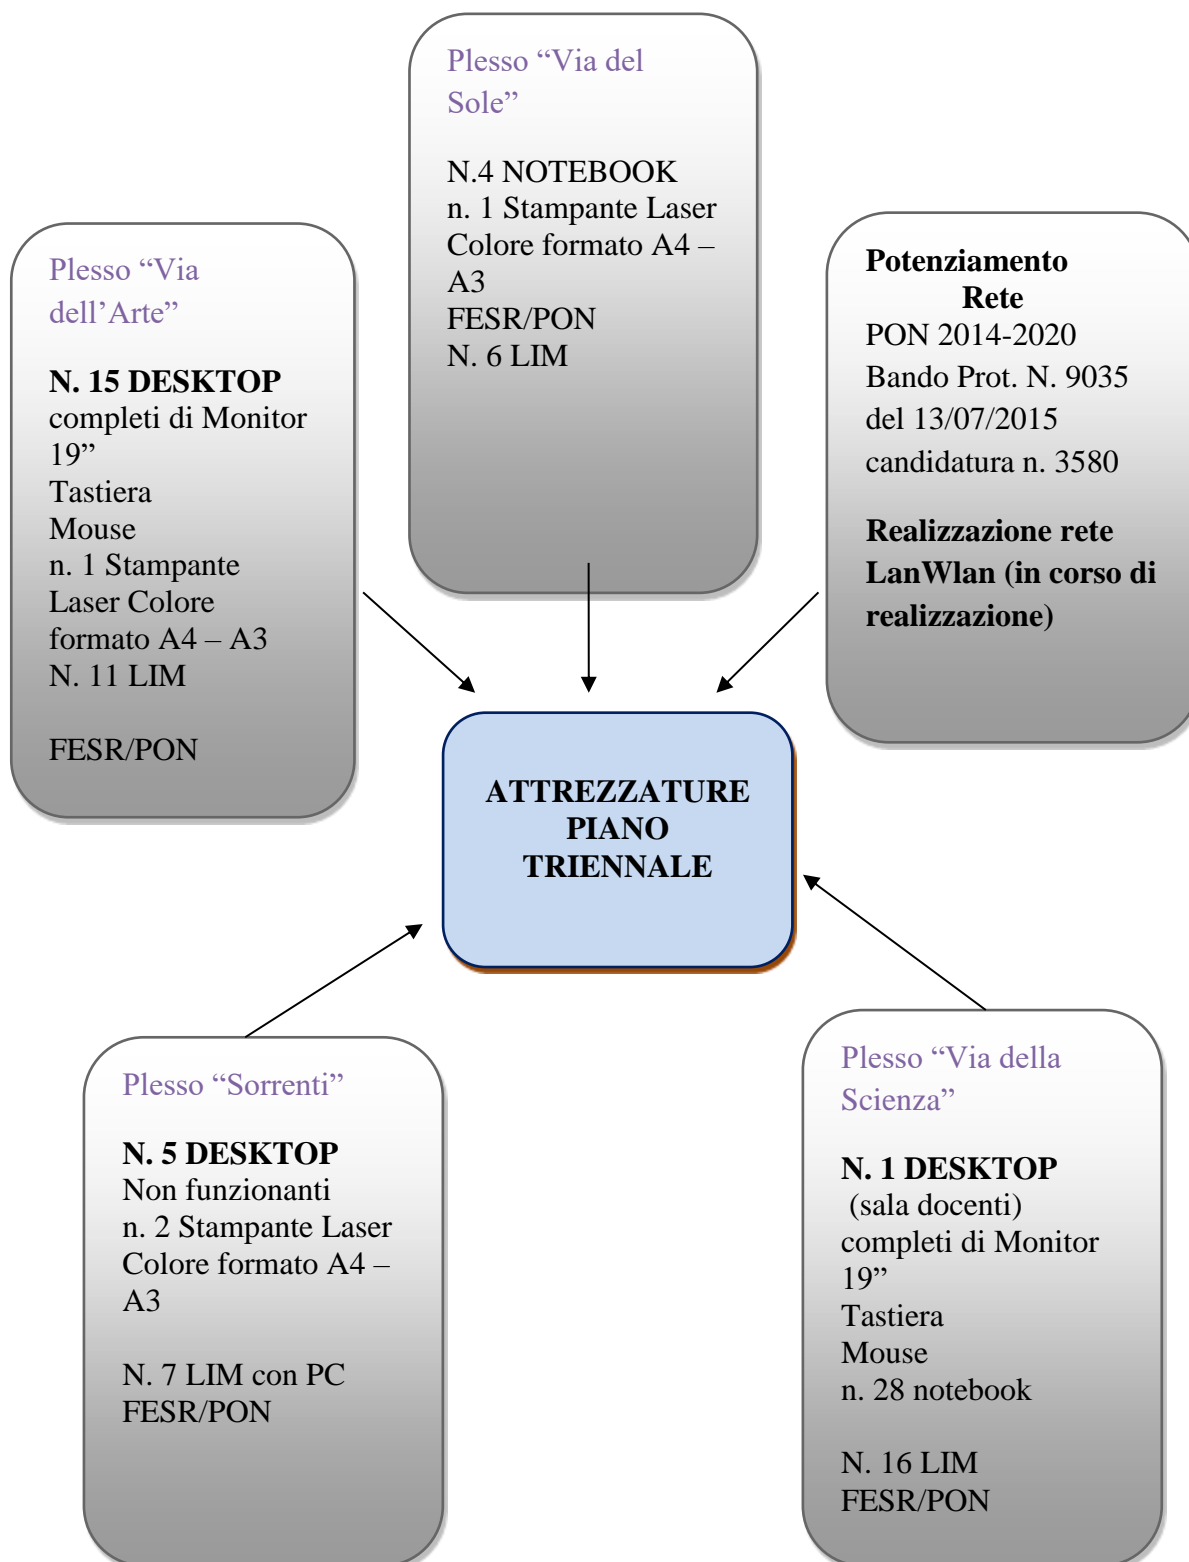 Plesso “Via del
Sole”
N.4 NOTEBOOK
n. 1 Stampante Laser
Colore formato A4 –
A3
FESR/PON
N. 6 LIM
Plesso “Via
dell’Arte”
N. 15 DESKTOP
completi di Monitor
19”
Tastiera
Mouse
n. 1 Stampante
Laser Colore
formato A4 – A3
N. 11 LIM
FESR/PON
Potenziamento
Rete
PON 2014-2020
Bando Prot. N. 9035
del 13/07/2015
candidatura n. 3580
Realizzazione rete
LanWlan (in corso di
realizzazione)
ATTREZZATURE
PIANO
TRIENNALE
Plesso “Sorrenti”
N. 5 DESKTOP
Non funzionanti
n. 2 Stampante Laser
Colore formato A4 –
A3
N. 7 LIM con PC
FESR/PON
Plesso “Via della
Scienza”
N. 1 DESKTOP
(sala docenti)
completi di Monitor
19”
Tastiera
Mouse
n. 28 notebook
N. 16 LIM
FESR/PON